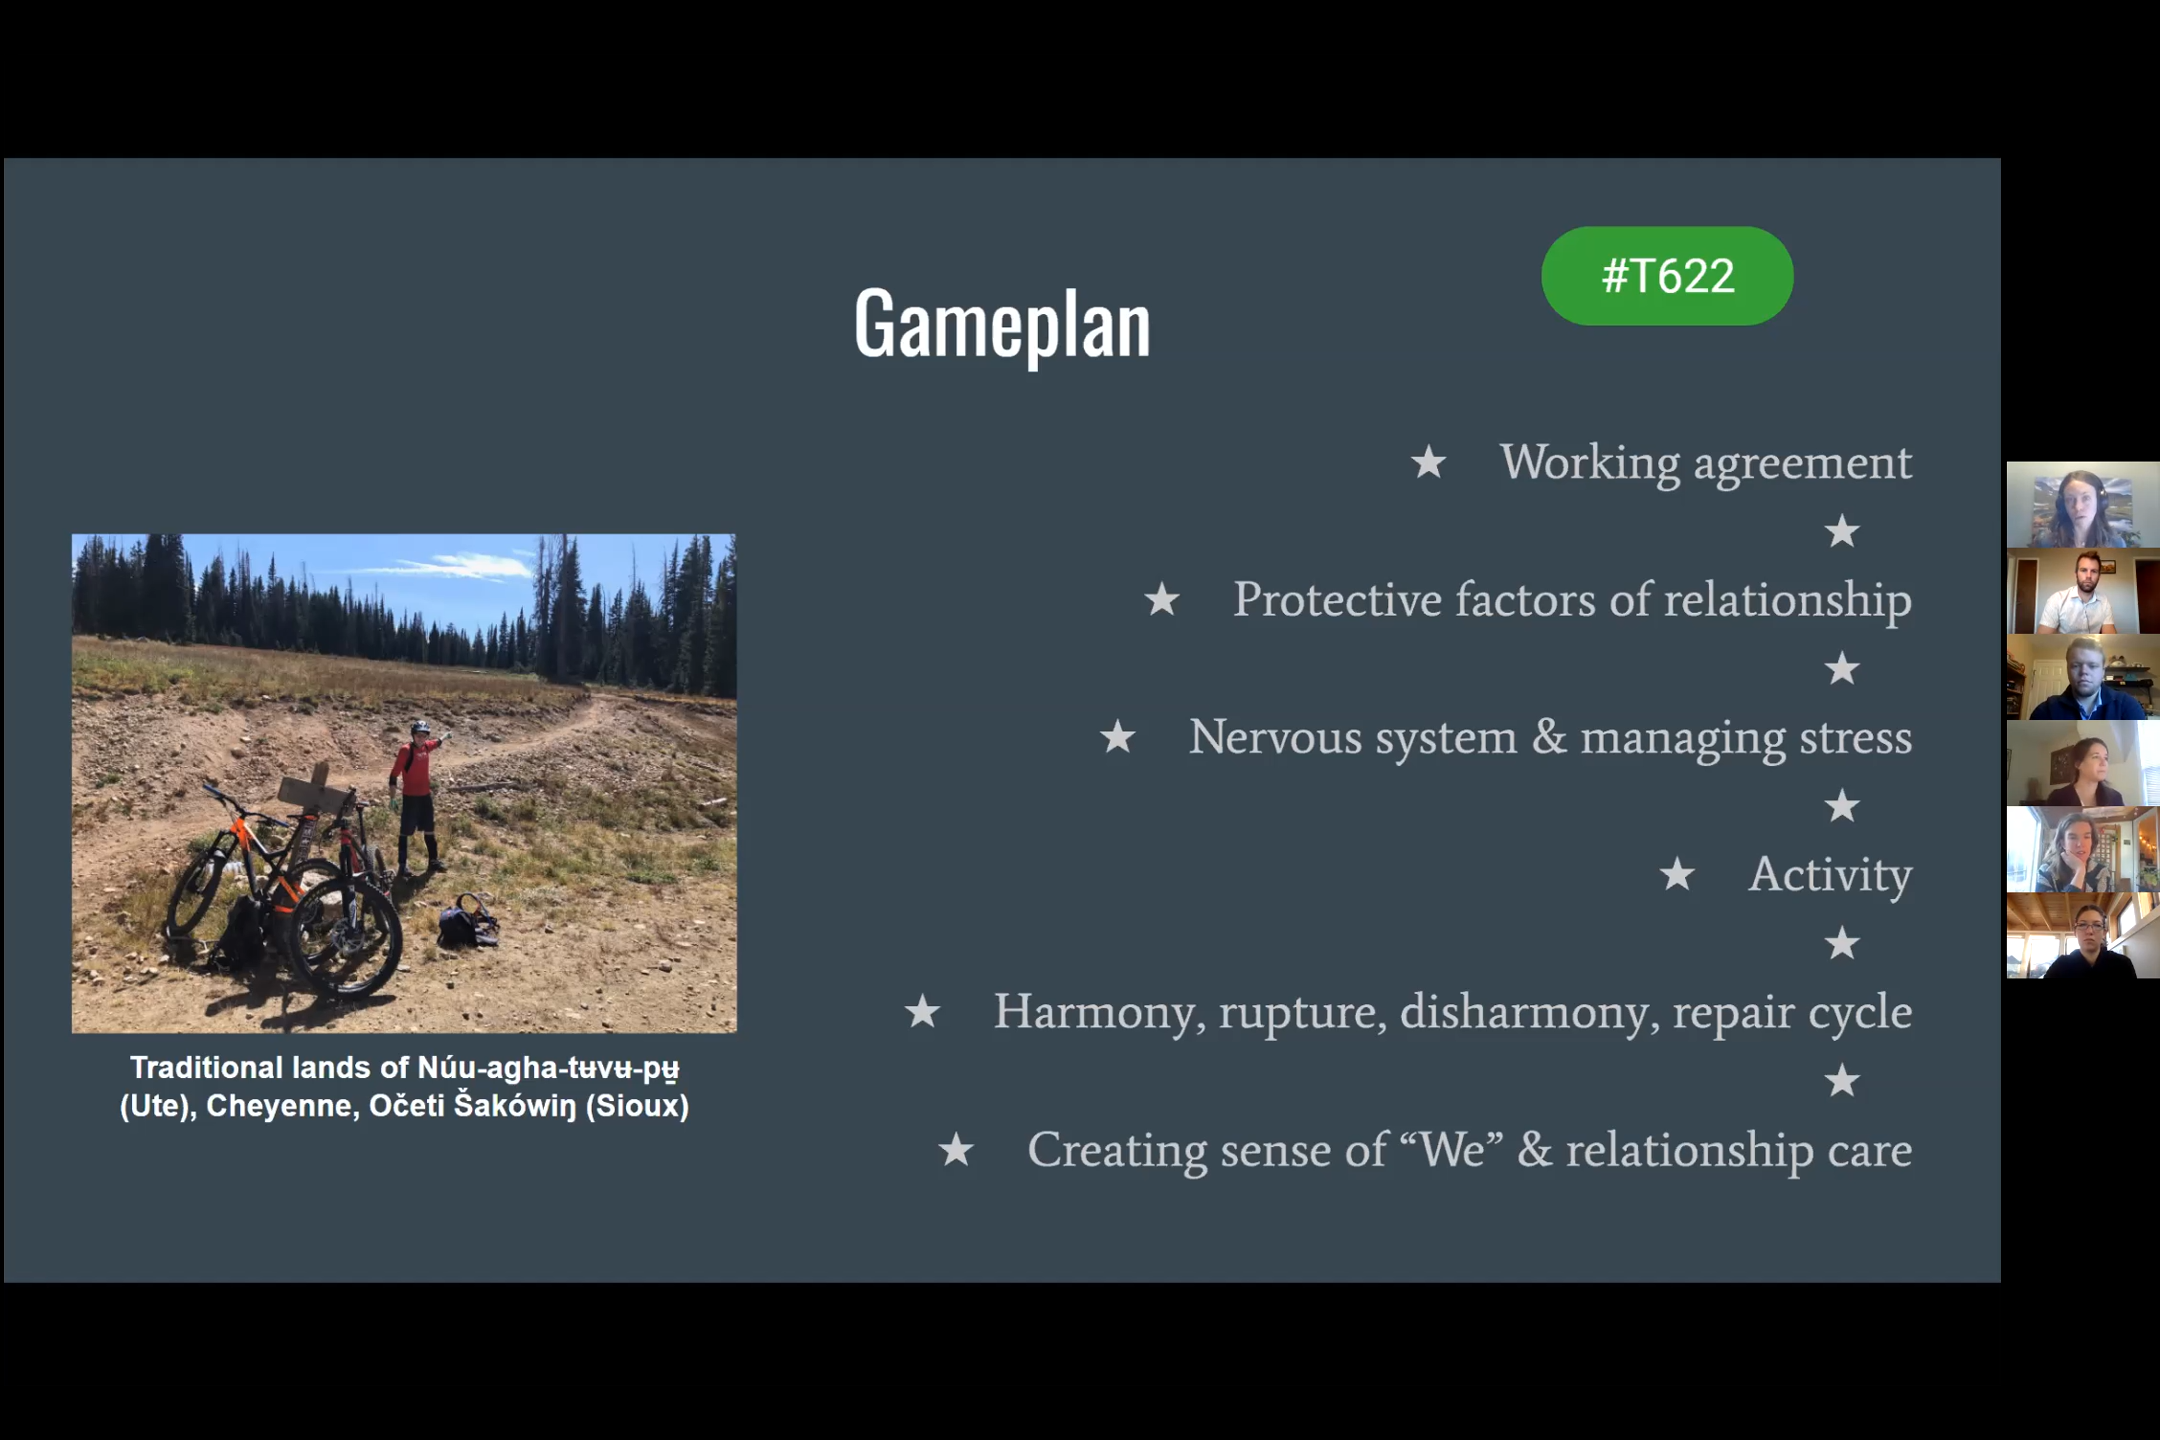 #T622
Gameplan
★ Working agreement
★
★ Protective factors of relationship
★
★ Nervous system & managing stress
★
★ Activity
★
★ Harmony, rupture, disharmony, repair cycle
★
★ Creating sense of “We” & relationship care
Traditional lands of Núu-agha-tʉvʉ-pʉ̱
(Ute), Cheyenne, Očeti Šakówiŋ (Sioux)